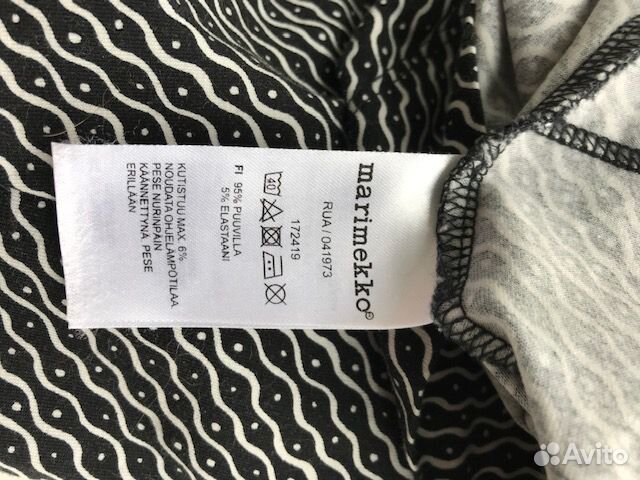 marimekko®
RUA / 041973
172419
40
FI 95% PUUVILLA
5% ELASTAANI
KUTISTUU MAX. 6%
NOUDATA OHJELÄMPÖTILAA
PESE NURINPÄIN
KÄÄNNETTYNÄ PESE
ERILLÄÄN
Avito